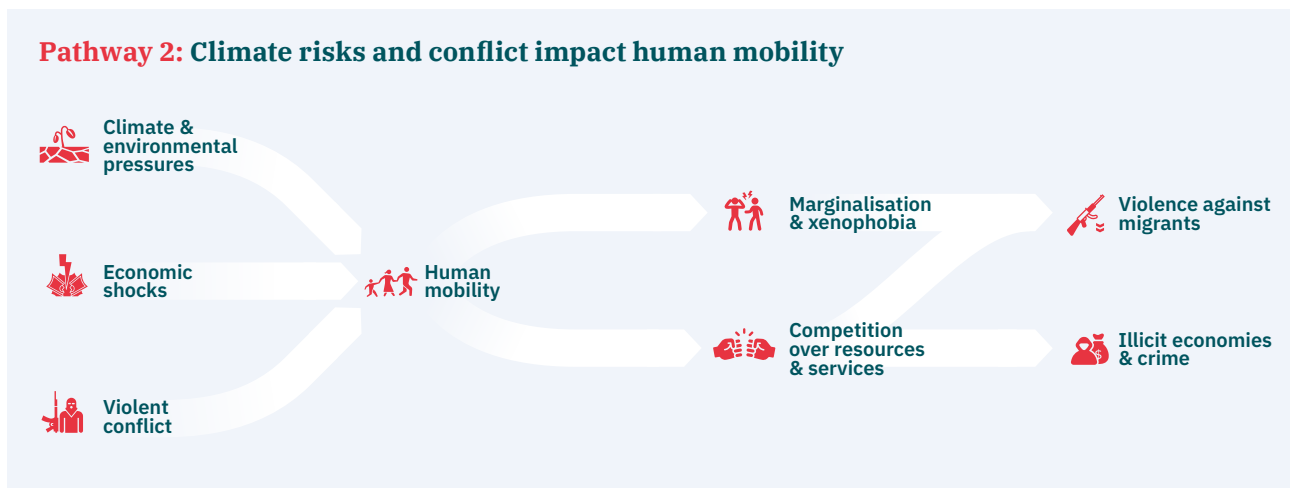 Pathway 2: Climate risks and conflict impact human mobility
Climate &
environmental
pressures
Economic
shocks
Violent
conflict
Human
mobility
Marginalisation
& xenophobia
Competition
over resources
& services
Violence against
migrants
Illicit economies
& crime
$